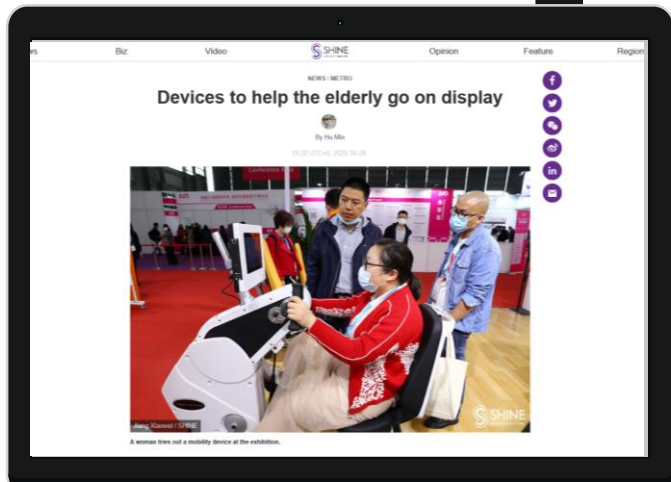 Biz
Video
SHINE
Opinion
Feature
Region
NEWS / METRO
Devices to help the elderly go on display
By Hu Min
in
Jiang Xiaowei / SHINE
SHINE
A woman tries out a mobility device at the exhibition.